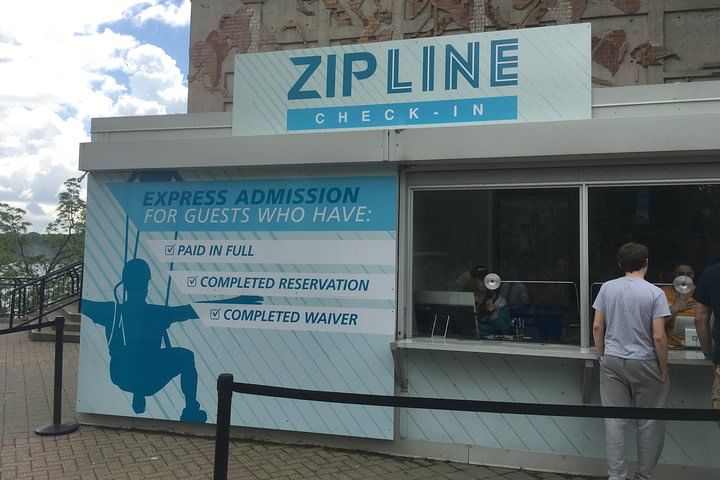 ZIPLINE
CHECK-IN
EXPRESS ADMISSION
FOR GUESTS WHO HAVE:
☑ PAID IN FULL
☑ COMPLETED RESERVATION
☑ COMPLETED WAIVER